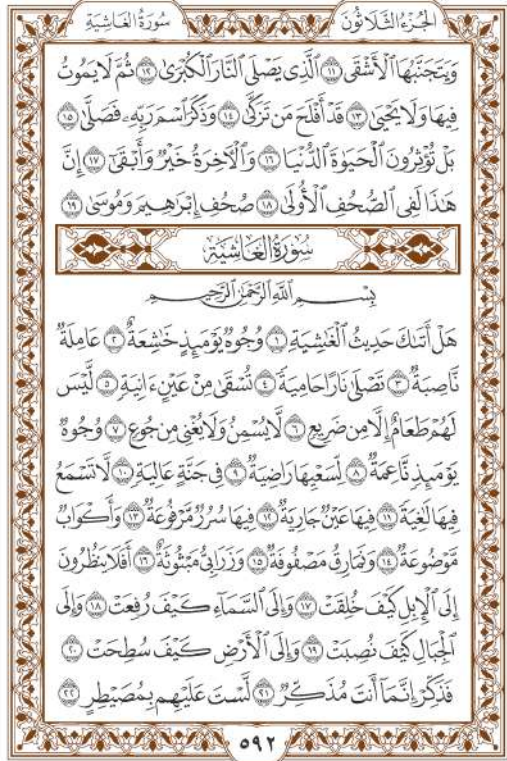 الجُزْءُ الثَّلَاثُونَ
سُورَةُ الغَاشِيَةِ
وَيَتَجَنَّبُهَا ٱلْأَشْقَى ۝١١ ٱلَّذِى يَصْلَى ٱلنَّارَ ٱلْكُبْرَىٰ ۝١٢ ثُمَّ لَا يَمُوتُ
فِيهَا وَلَا يَحْيَىٰ ۝١٣ قَدْ أَفْلَحَ مَن تَزَكَّىٰ ۝١٤ وَذَكَرَ ٱسْمَ رَبِّهِۦ فَصَلَّىٰ ۝١٥
بَلْ تُؤْثِرُونَ ٱلْحَيَوٰةَ ٱلدُّنْيَا ۝١٦ وَٱلْآخِرَةُ خَيْرٌ وَأَبْقَىٰٓ ۝١٧ إِنَّ
هَٰذَا لَفِى ٱلصُّحُفِ ٱلْأُولَىٰ ۝١٨ صُحُفِ إِبْرَٰهِيمَ وَمُوسَىٰ ۝١٩
سُورَةُ الغَاشِيَةِ
بِسْمِ ٱللَّهِ ٱلرَّحْمَٰنِ ٱلرَّحِيمِ
هَلْ أَتَىٰكَ حَدِيثُ ٱلْغَٰشِيَةِ ۝١ وُجُوهٌ يَوْمَئِذٍ خَٰشِعَةٌ ۝٢ عَامِلَةٌ
نَّاصِبَةٌ ۝٣ تَصْلَىٰ نَارًا حَامِيَةً ۝٤ تُسْقَىٰ مِنْ عَيْنٍ ءَانِيَةٍ ۝٥ لَّيْسَ
لَهُمْ طَعَامٌ إِلَّا مِن ضَرِيعٍ ۝٦ لَّا يُسْمِنُ وَلَا يُغْنِى مِن جُوعٍ ۝٧ وُجُوهٌ
يَوْمَئِذٍ نَّاعِمَةٌ ۝٨ لِّسَعْيِهَا رَاضِيَةٌ ۝٩ فِى جَنَّةٍ عَالِيَةٍ ۝١٠ لَّا تَسْمَعُ
فِيهَا لَٰغِيَةً ۝١١ فِيهَا عَيْنٌ جَارِيَةٌ ۝١٢ فِيهَا سُرُرٌ مَّرْفُوعَةٌ ۝١٣ وَأَكْوَابٌ
مَّوْضُوعَةٌ ۝١٤ وَنَمَارِقُ مَصْفُوفَةٌ ۝١٥ وَزَرَابِىُّ مَبْثُوثَةٌ ۝١٦ أَفَلَا يَنظُرُونَ
إِلَى ٱلْإِبِلِ كَيْفَ خُلِقَتْ ۝١٧ وَإِلَى ٱلسَّمَآءِ كَيْفَ رُفِعَتْ ۝١٨ وَإِلَى
ٱلْجِبَالِ كَيْفَ نُصِبَتْ ۝١٩ وَإِلَى ٱلْأَرْضِ كَيْفَ سُطِحَتْ ۝٢٠
فَذَكِّرْ إِنَّمَآ أَنتَ مُذَكِّرٌ ۝٢١ لَّسْتَ عَلَيْهِم بِمُصَيْطِرٍ ۝٢٢
٥٩٢